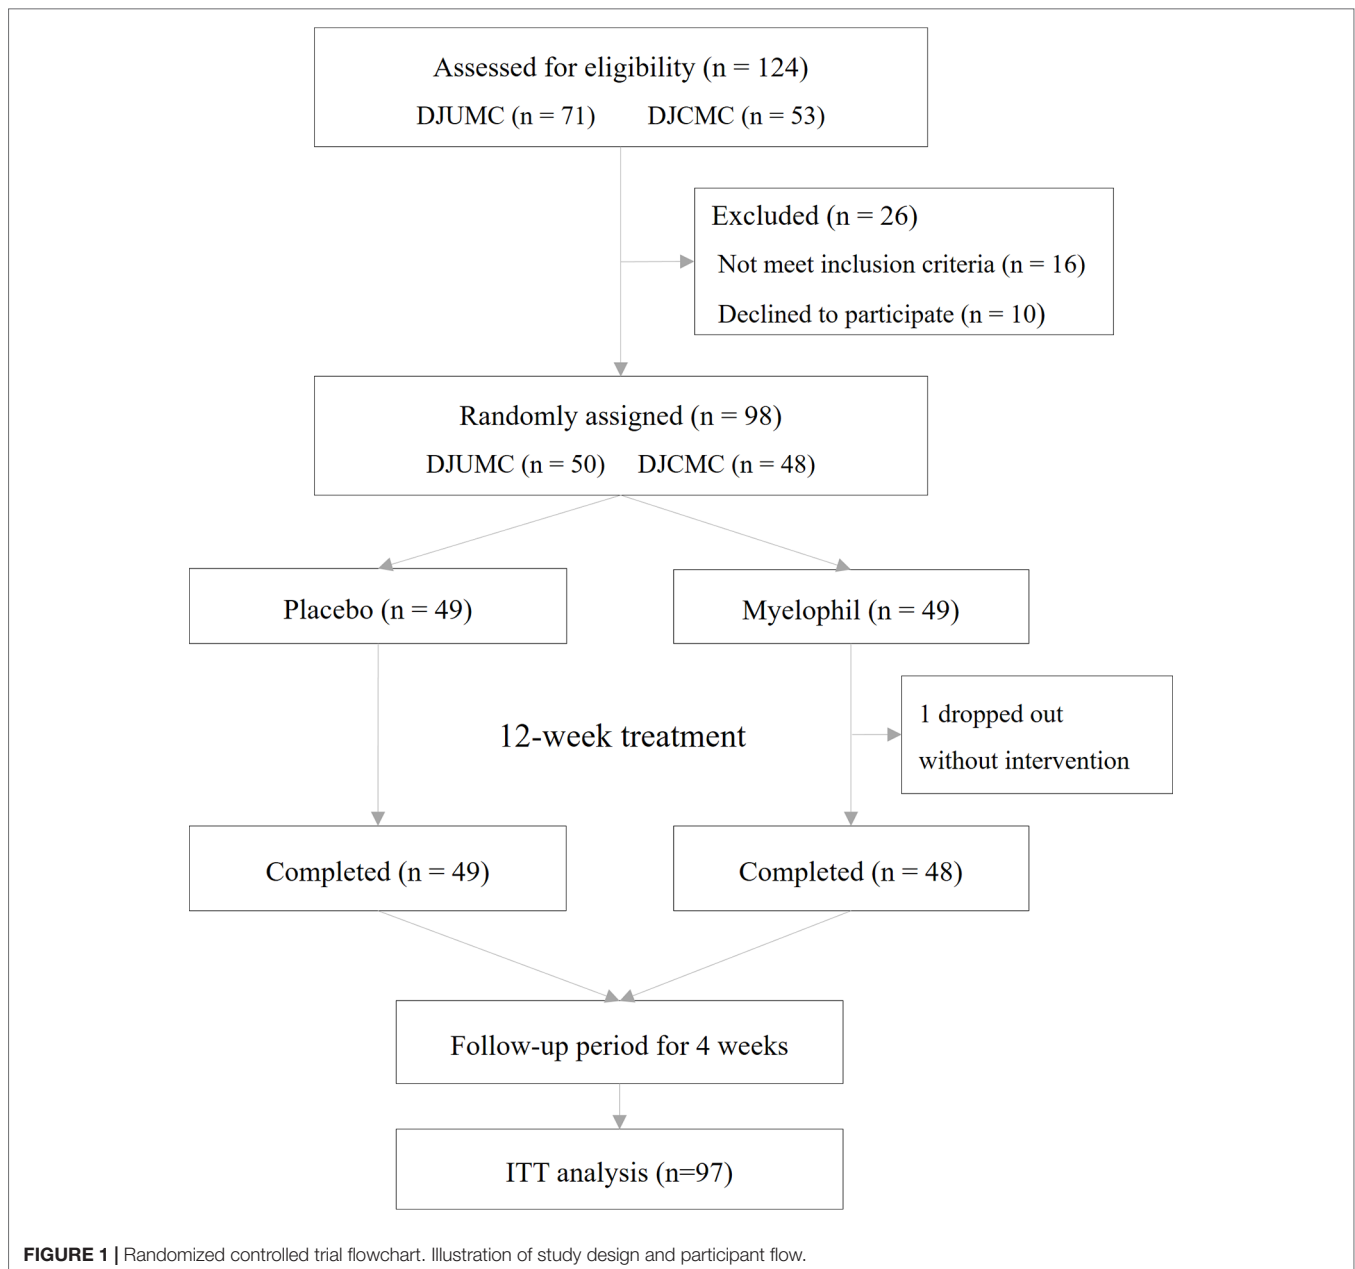 Assessed for eligibility (n = 124)
DJUMC (n = 71) DJCMC (n = 53)
Excluded (n = 26)
Not meet inclusion criteria (n = 16)
Declined to participate (n = 10)
Randomly assigned (n = 98)
DJUMC (n = 50) DJCMC (n = 48)
Placebo (n = 49) Myelophil (n = 49)
1 dropped out
12-week treatment
without intervention
Completed (n = 49) Completed (n = 48)
Follow-up period for 4 weeks
ITT analysis (n=97)
FIGURE 1 | Randomized controlled trial flowchart. Illustration of study design and participant flow.